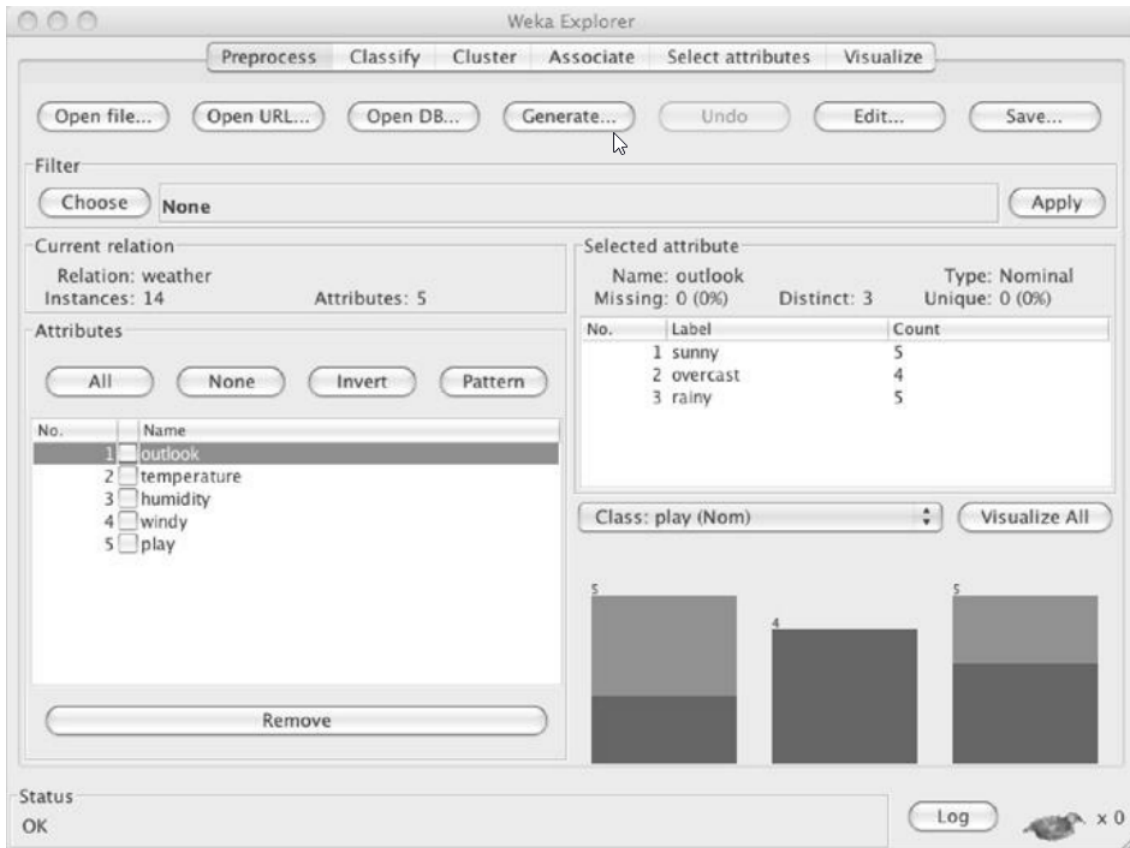 Weka Explorer
Preprocess Classify Cluster Associate Select attributes Visualize
Open file... Open URL... Open DB... Generate... Undo Edit... Save...
Filter
Choose None Apply
Current relation
Relation: weather
Instances: 14 Attributes: 5
Attributes
All None Invert Pattern
No. Name
1 outlook
2 temperature
3 humidity
4 windy
5 play
Remove
Selected attribute
Name: outlook Type: Nominal
Missing: 0 (0%) Distinct: 3 Unique: 0 (0%)
No. Label Count
1 sunny 5
2 overcast 4
3 rainy 5
Class: play (Nom) Visualize All
5 4 5
Status
OK
Log x 0